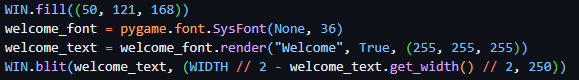 WIN.fill((50, 121, 168))
welcome_font = pygame.font.SysFont(None, 36)
welcome_text = welcome_font.render("Welcome", True, (255, 255, 255))
WIN.blit(welcome_text, (WIDTH // 2 - welcome_text.get_width() // 2, 250))